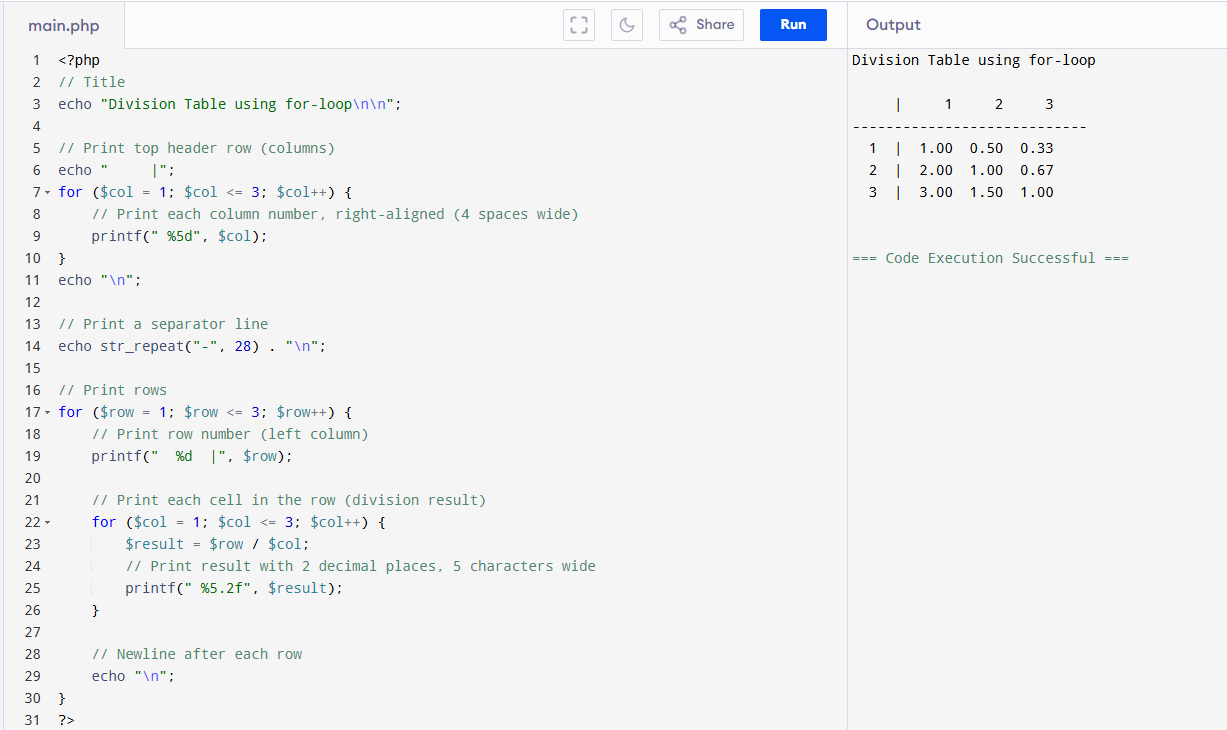 main.php
Share
Run
Output
1 <?php
2 // Title
3 echo "Division Table using for-loop\n\n";
4
5 // Print top header row (columns)
6 echo "     |";
7 for ($col = 1; $col <= 3; $col++) {
8     // Print each column number, right-aligned (4 spaces wide)
9     printf(" %5d", $col);
10 }
11 echo "\n";
12
13 // Print a separator line
14 echo str_repeat("-", 28) . "\n";
15
16 // Print rows
17 for ($row = 1; $row <= 3; $row++) {
18     // Print row number (left column)
19     printf("  %d  |", $row);
20
21     // Print each cell in the row (division result)
22     for ($col = 1; $col <= 3; $col++) {
23         $result = $row / $col;
24         // Print result with 2 decimal places, 5 characters wide
25         printf(" %5.2f", $result);
26     }
27
28     // Newline after each row
29     echo "\n";
30 }
31 ?>
Division Table using for-loop
     |     1     2     3
----------------------------
  1  |  1.00  0.50  0.33
  2  |  2.00  1.00  0.67
  3  |  3.00  1.50  1.00
=== Code Execution Successful ===